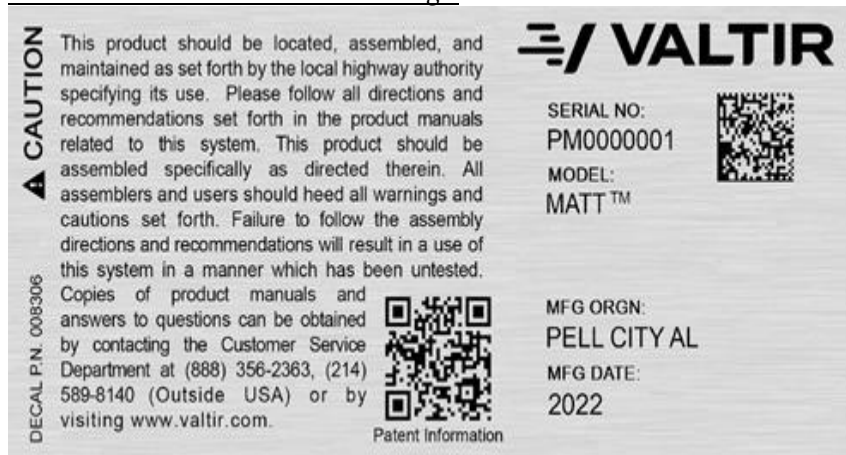 ⚠ CAUTION
This product should be located, assembled, and
maintained as set forth by the local highway authority
specifying its use. Please follow all directions and
recommendations set forth in the product manuals
related to this system. This product should be
assembled specifically as directed therein. All
assemblers and users should heed all warnings and
cautions set forth. Failure to follow the assembly
directions and recommendations will result in a use of
this system in a manner which has been untested.
Copies of product manuals and
answers to questions can be obtained
by contacting the Customer Service
Department at (888) 356-2363, (214)
589-8140 (Outside USA) or by
visiting www.valtir.com.
DECAL P.N. 008306
Patent Information
VALTIR
SERIAL NO:
PM0000001
MODEL:
MATT™
MFG ORGN:
PELL CITY AL
MFG DATE:
2022